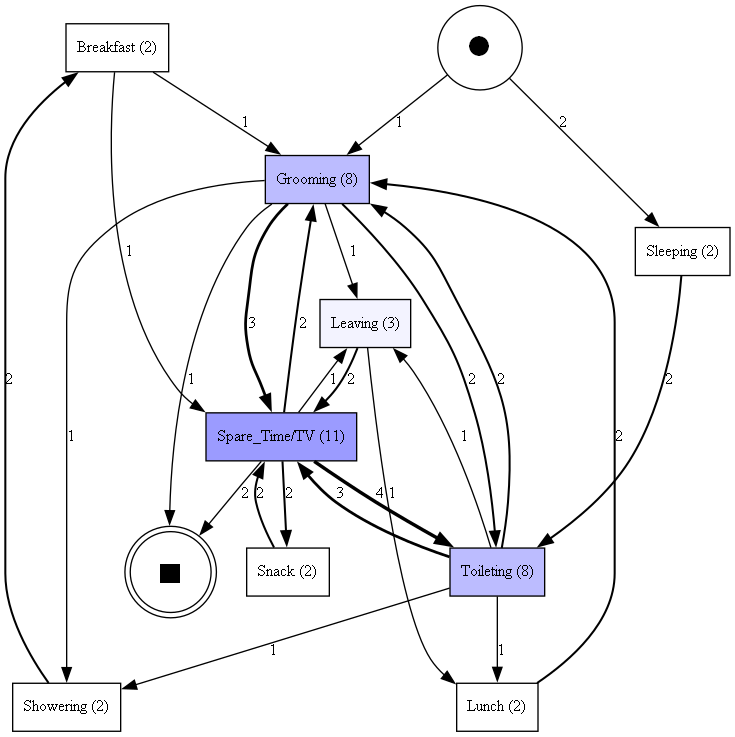 Breakfast (2)
1
1
2
Grooming (8)
Sleeping (2)
1
1
Leaving (3)
3
2
2
1
1
2
2
2
2
Spare_Time/TV (11)
1
1
2
2
2
2
3
4
1
Snack (2)
Toileting (8)
1
1
Showering (2)
Lunch (2)